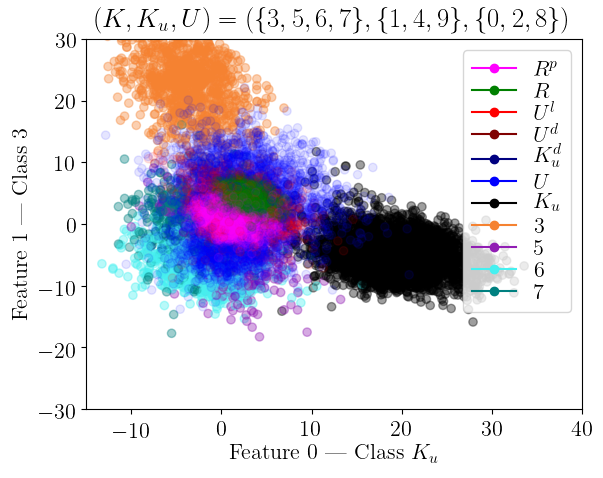 (K, K_u, U) = ({3, 5, 6, 7}, {1, 4, 9}, {0, 2, 8})
30
20
10
0
−10
−20
−30
Feature 1 — Class 3
R^p
R
U^l
U^d
K_u^d
U
K_u
3
5
6
7
−10
0
10
20
30
40
Feature 0 — Class K_u